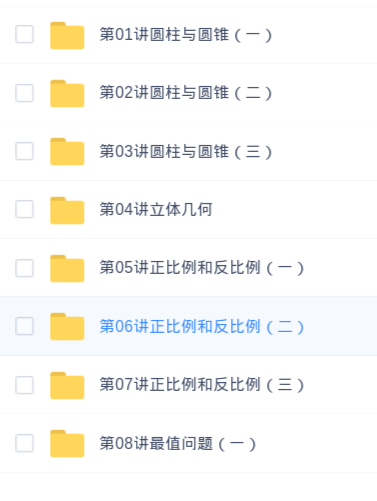 第01讲圆柱与圆锥（一）
第02讲圆柱与圆锥（二）
第03讲圆柱与圆锥（三）
第04讲立体几何
第05讲正比例和反比例（一）
第06讲正比例和反比例（二）
第07讲正比例和反比例（三）
第08讲最值问题（一）